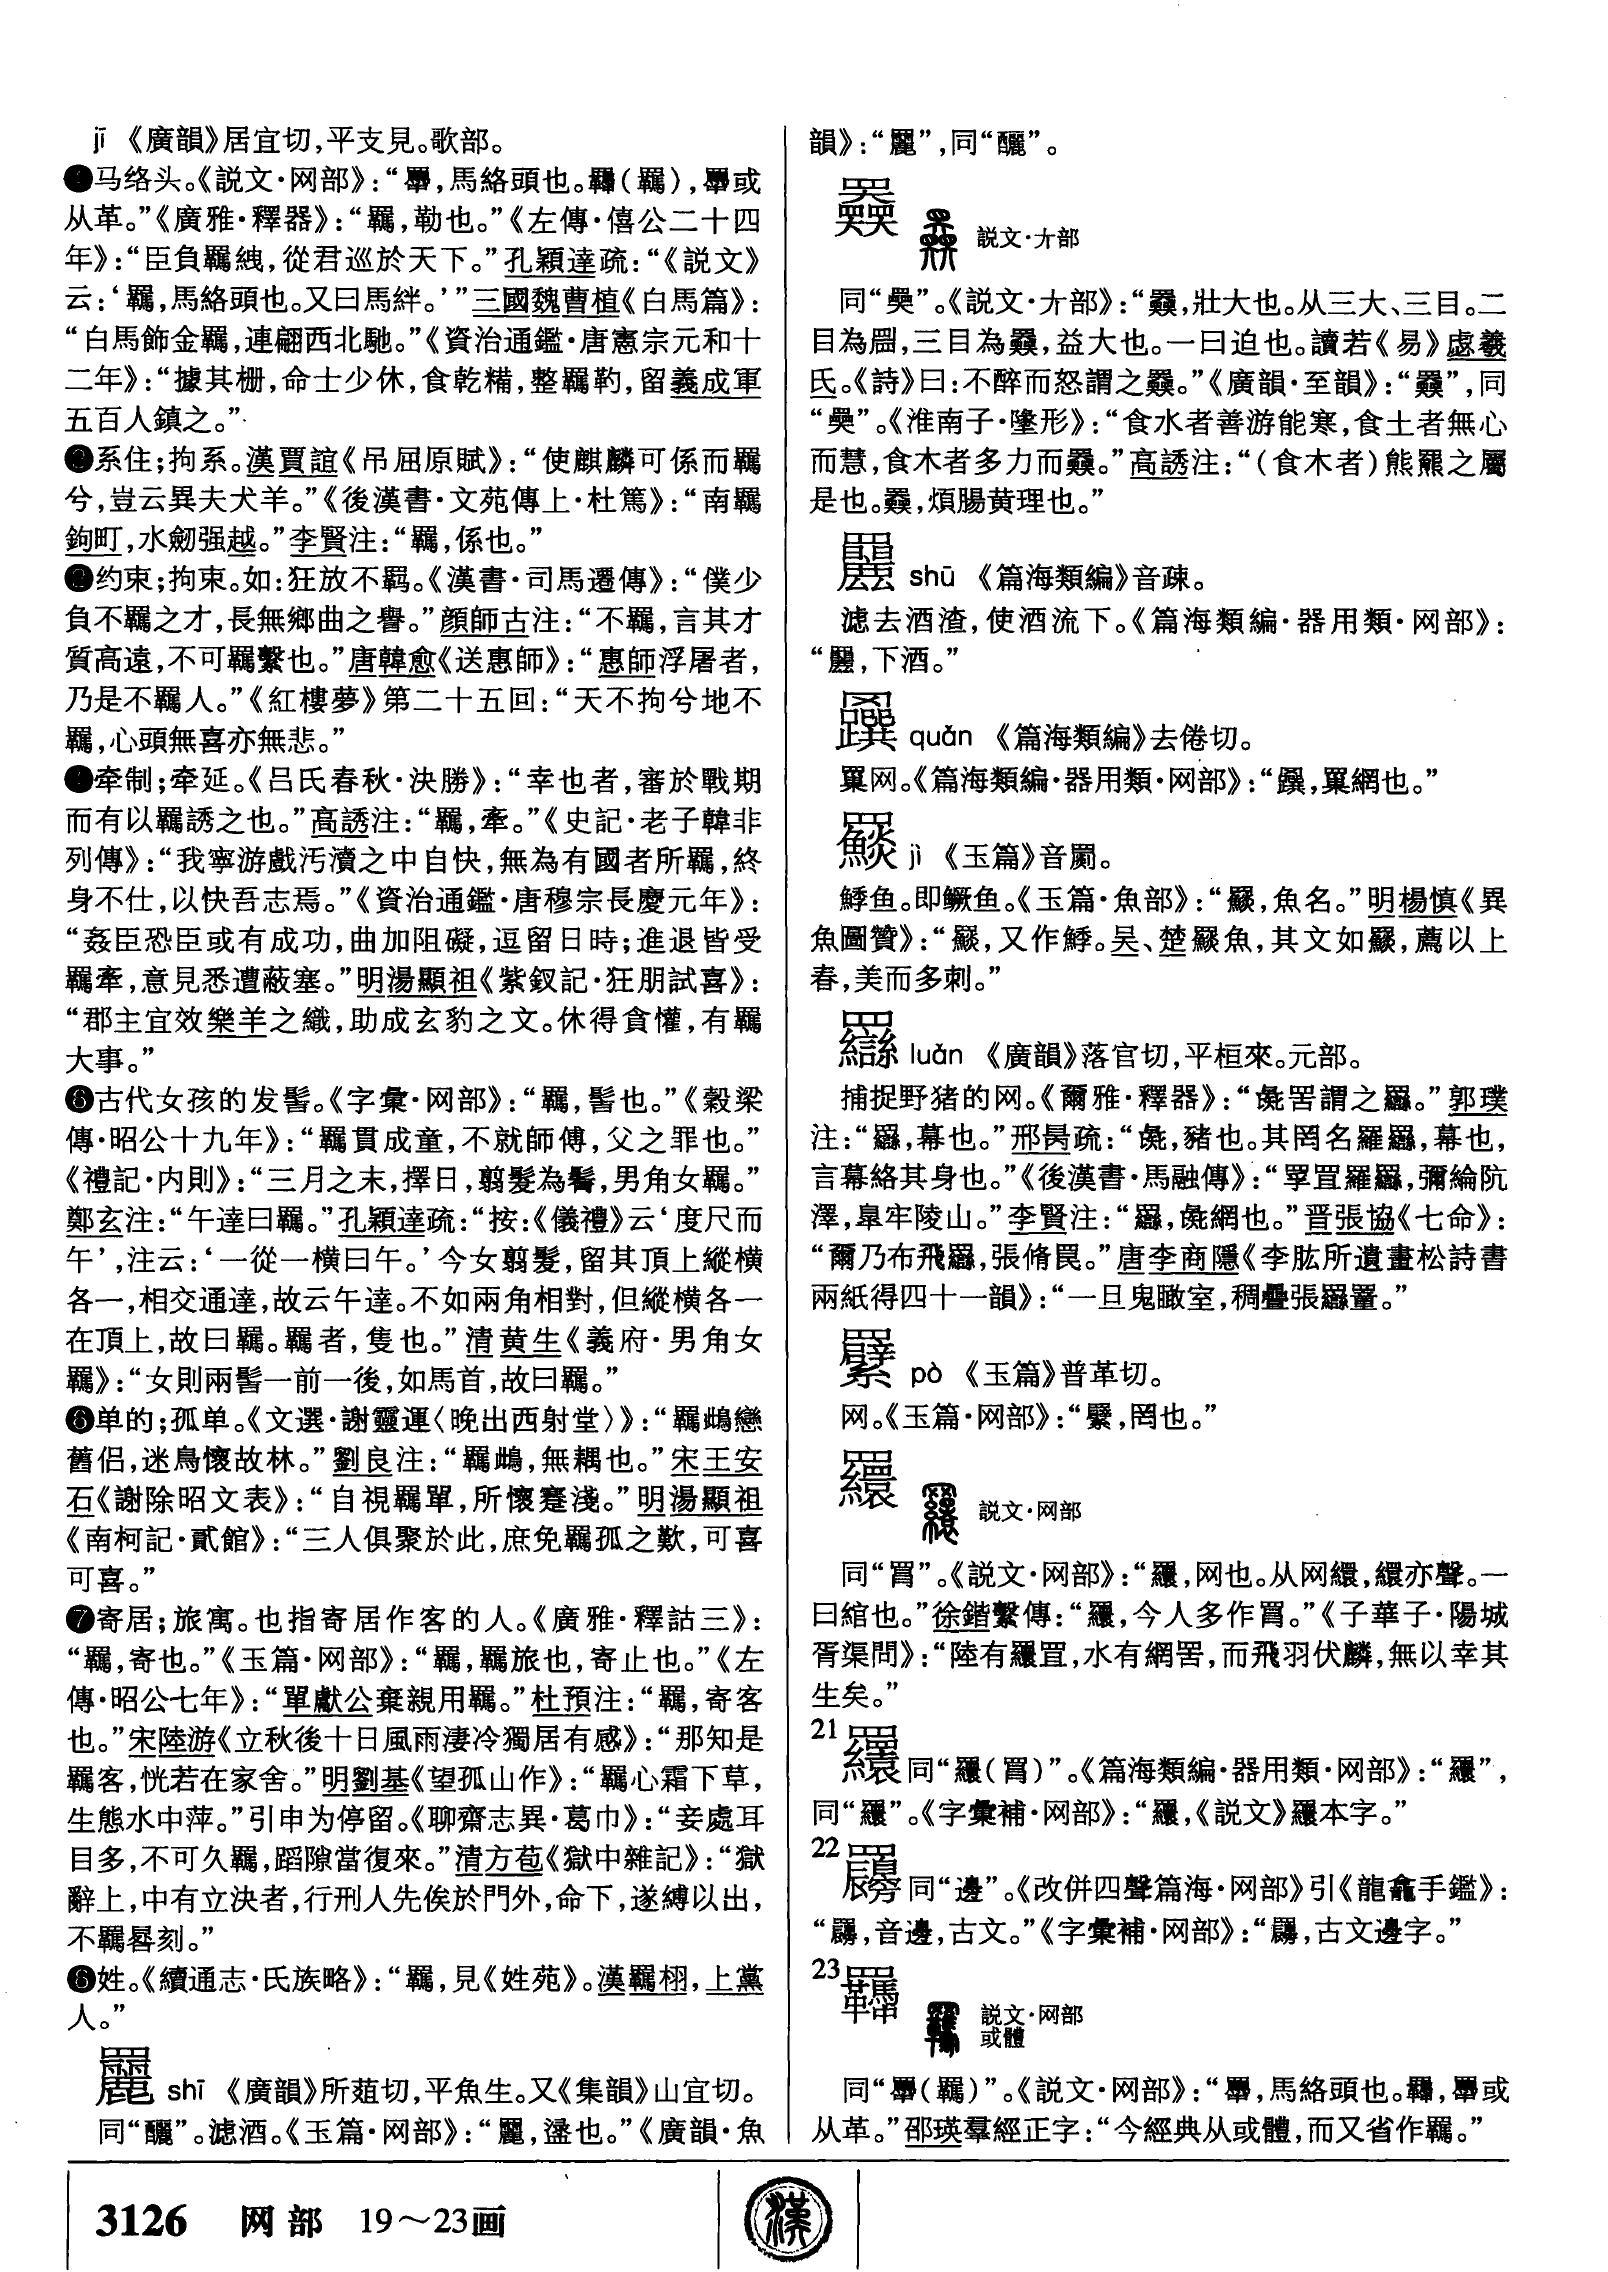 jī 《廣韻》居宜切,平支見。歌部。
❶马络头。《説文·网部》:“馽,馬絡頭也。羈(羈),或
从革。”《廣雅·釋器》:“羈,勒也。”《左傳·僖公二十四
年》:“臣負羈紲,從君巡於天下。”孔穎達疏:“《説文》
云:‘羈,馬絡頭也。又曰馬絆。’”三國魏曹植《白馬篇》:
“白馬飾金羈,連翩西北馳。”《資治通鑑·唐憲宗元和十
二年》:“據其栅,命士少休,食乾糒,整羈靮,留義成軍
五百人鎮之。”
❷系住;拘系。漢賈誼《吊屈原賦》:“使麒麟可係而羈
兮,豈云異夫犬羊。”《後漢書·文苑傳上·杜篤》:“南羈
鉤町,水劒强越。”李賢注:“羈,係也。”
❸约束;拘束。如:狂放不羁。《漢書·司馬遷傳》:“僕少
負不羈之才,長無鄉曲之譽。”顔師古注:“不羈,言其才
質高遠,不可羈繫也。”唐韓愈《送惠師》:“惠師浮屠者,
乃是不羈人。”《紅樓夢》第二十五回:“天不拘兮地不
羈,心頭無喜亦無悲。”
❹牵制;牵延。《吕氏春秋·決勝》:“幸也者,審於戰期
而有以羈誘之也。”高誘注:“羈,牽。”《史記·老子韓非
列傳》:“我寧游戲汚瀆之中自快,無為有國者所羈,終
身不仕,以快吾志焉。”《資治通鑑·唐穆宗長慶元年》:
“姦臣恐臣或有成功,曲加阻礙,逗留日時;進退皆受
羈牽,意見悉遭蔽塞。”明湯顯祖《紫釵記·狂朋試喜》:
“郡主宜效樂羊之織,助成玄豹之文。休得貪懽,有羈
大事。”
❺古代女孩的发髻。《字彙·网部》:“羈,髻也。”《穀梁
傳·昭公十九年》:“羈貫成童,不就師傅,父之罪也。”
《禮記·内則》:“三月之末,擇日,翦髮為鬌,男角女羈。”
鄭玄注:“午達曰羈。”孔穎達疏:“按:《儀禮》云‘度尺而
午’,注云:‘一從一横曰午。’今女翦髮,留其頂上縱横
各一,相交通達,故云午達。不如兩角相對,但縱横各一
在頂上,故曰羈。羈者,隻也。”清黄生《義府·男角女
羈》:“女則兩髻一前一後,如馬首,故曰羈。”
❻单的;孤单。《文選·謝靈運〈晚出西射堂〉》:“羈雌戀
舊侣,迷鳥懷故林。”劉良注:“羈雌,無耦也。”宋王安
石《謝除昭文表》:“自視羈單,所懷蹇淺。”明湯顯祖
《南柯記·貳館》:“三人俱聚於此,庶免羈孤之歎,可喜
可喜。”
❼寄居;旅寓。也指寄居作客的人。《廣雅·釋詁三》:
“羈,寄也。”《玉篇·网部》:“羈,羈旅也,寄止也。”《左
傳·昭公七年》:“單獻公棄親用羈。”杜預注:“羈,寄客
也。”宋陸游《立秋後十日風雨淒冷獨居有感》:“那知是
羈客,恍若在家舍。”明劉基《望孤山作》:“羈心霜下草,
生態水中萍。”引申为停留。《聊齋志異·葛巾》:“妾處耳
目多,不可久羈,蹈隙當復來。”清方苞《獄中雜記》:“獄
辭上,中有立決者,行刑人先俟於門外,命下,遂縛以出,
不羈晷刻。”
❽姓。《續通志·氏族略》:“羈,見《姓苑》。漢羈栩,上黨
人。”
shī 《廣韻》所葅切,平魚生。又《集韻》山宜切。
同“釃”。滤酒。《玉篇·网部》:“,盪也。”《廣韻·魚
韻》:“”,同“釃”。
説文·亣部
同“奰”。《説文·亣部》:“,壯大也。从三大、三目。二
目為𡘸,三目為,益大也。一曰迫也。讀若《易》虙羲
氏。《詩》曰:不醉而怒謂之。”《廣韻·至韻》:“”,同
“奰”。《淮南子·墬形》:“食水者善游能寒,食土者無心
而慧,食木者多力而。”高誘注:“(食木者)熊羆之屬
是也。,煩腸黄理也。”
shū 《篇海類編》音疎。
滤去酒渣,使酒流下。《篇海類編·器用類·网部》:
“,下酒。”
quǎn 《篇海類編》去倦切。
罩网。《篇海類編·器用類·网部》:“,罩網也。”
jì 《玉篇》音罽。
鯚鱼。即鳜鱼。《玉篇·魚部》:“,魚名。”明楊慎《異
魚圖贊》:“,又作鯚。吴、楚魚,其文如,薦以上
春,美而多刺。”
luǎn 《廣韻》落官切,平桓來。元部。
捕捉野猪的网。《爾雅·釋器》:“彘罟謂之羉。”郭璞
注:“羉,幕也。”邢昺疏:“彘,豬也。其罔名羅羉,幕也,
言幕絡其身也。”《後漢書·馬融傳》:“罦罝羅羉,彌綸阬
澤,皐牢陵山。”李賢注:“羉,彘網也。”晋張協《七命》:
“爾乃布飛羉,張脩罠。”唐李商隱《李肱所遺畫松詩書
兩紙得四十一韻》:“一旦鬼瞰室,稠疊張羉罿。”
pò 《玉篇》普革切。
网。《玉篇·网部》:“,罔也。”
説文·网部
同“罥”。《説文·网部》:“,网也。从网繯,繯亦聲。一
曰綰也。”徐鍇繫傳:“,今人多作罥。”《子華子·陽城
胥渠問》:“陸有罝,水有網罟,而飛羽伏麟,無以幸其
生矣。”
21 同“(罥)”。《篇海類編·器用類·网部》:“”,
同“”。《字彙補·网部》:“,《説文》本字。”
22 同“邊”。《改併四聲篇海·网部》引《龍龕手鑑》:
“,音邊,古文。”《字彙補·网部》:“,古文邊字。”
23 説文·网部
或體
同“(羈)”。《説文·网部》:“,馬絡頭也。,或
从革。”邵瑛羣經正字:“今經典从或體,而又省作羈。”
3126 网部 19～23画
漢